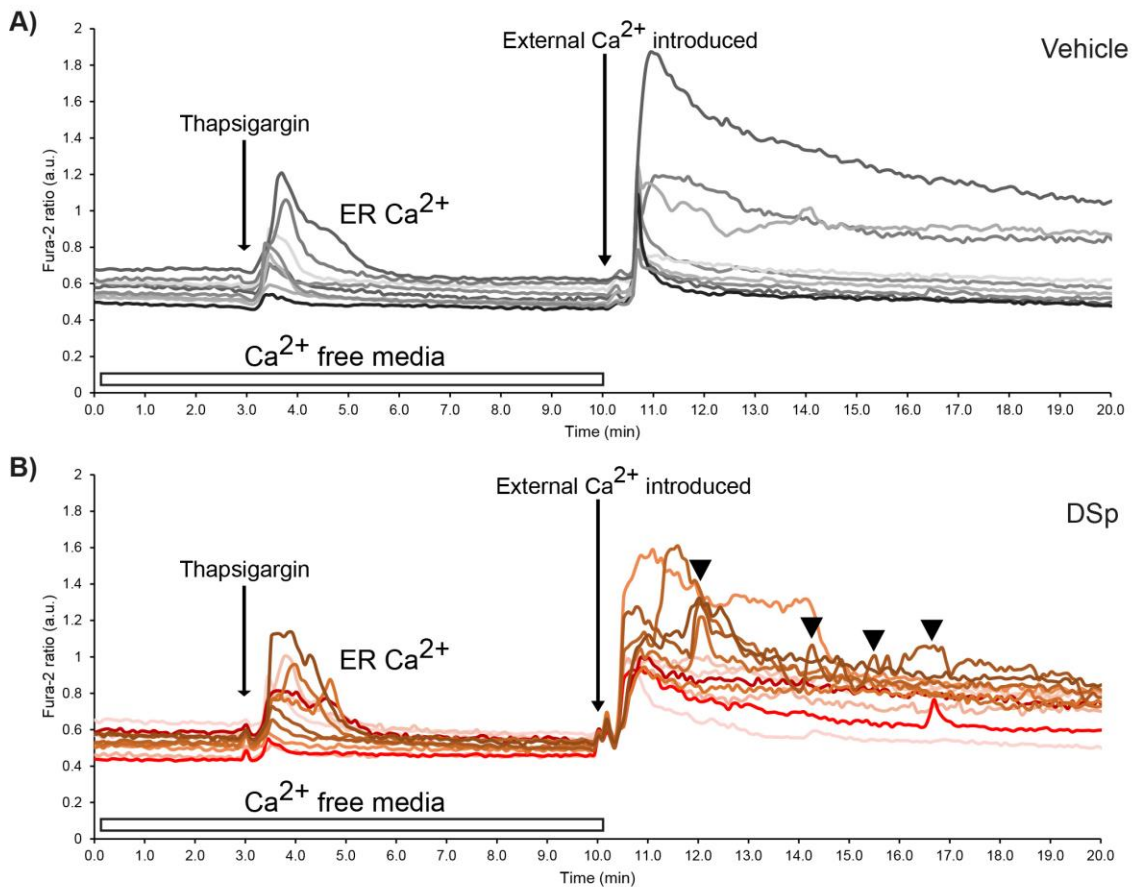 A)
Vehicle
External Ca2+ introduced
Thapsigargin
ER Ca2+
Ca2+ free media
Fura-2 ratio (a.u.)
2
1.8
1.6
1.4
1.2
1
0.8
0.6
0.4
0.2
0
0.0 1.0 2.0 3.0 4.0 5.0 6.0 7.0 8.0 9.0 10.0 11.0 12.0 13.0 14.0 15.0 16.0 17.0 18.0 19.0 20.0
Time (min)
B)
DSp
External Ca2+ introduced
Thapsigargin
ER Ca2+
Ca2+ free media
Fura-2 ratio (a.u.)
2
1.8
1.6
1.4
1.2
1
0.8
0.6
0.4
0.2
0
0.0 1.0 2.0 3.0 4.0 5.0 6.0 7.0 8.0 9.0 10.0 11.0 12.0 13.0 14.0 15.0 16.0 17.0 18.0 19.0 20.0
Time (min)